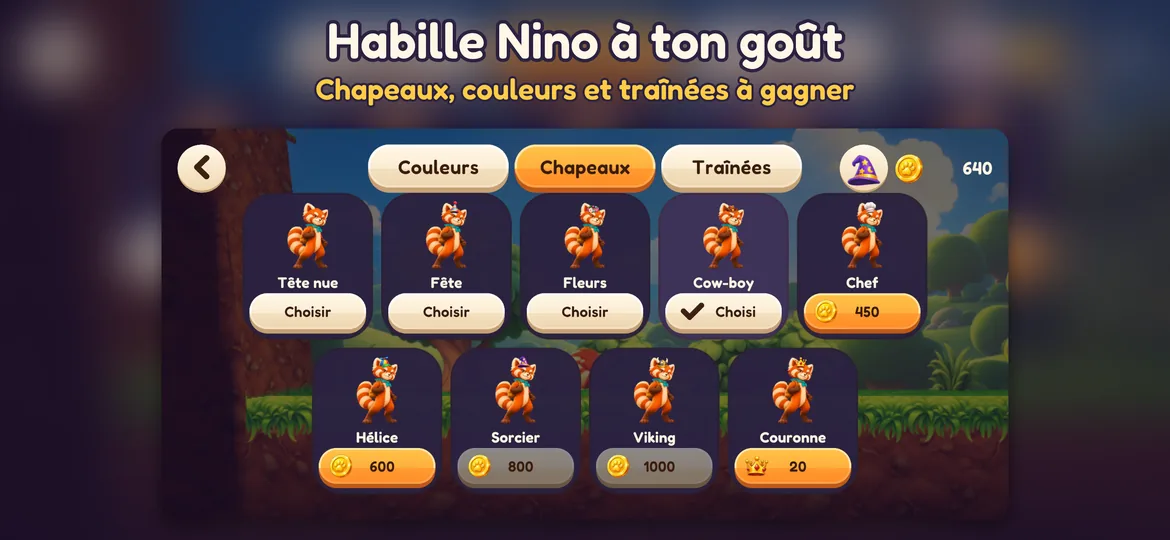 Habille Nino à ton goût
Chapeaux, couleurs et traînées à gagner
Couleurs Chapeaux Traînées 640
Tête nue Fête Fleurs Cow-boy Chef
Choisir Choisir Choisir Choisi 450
Hélice Sorcier Viking Couronne
600 800 1000 20